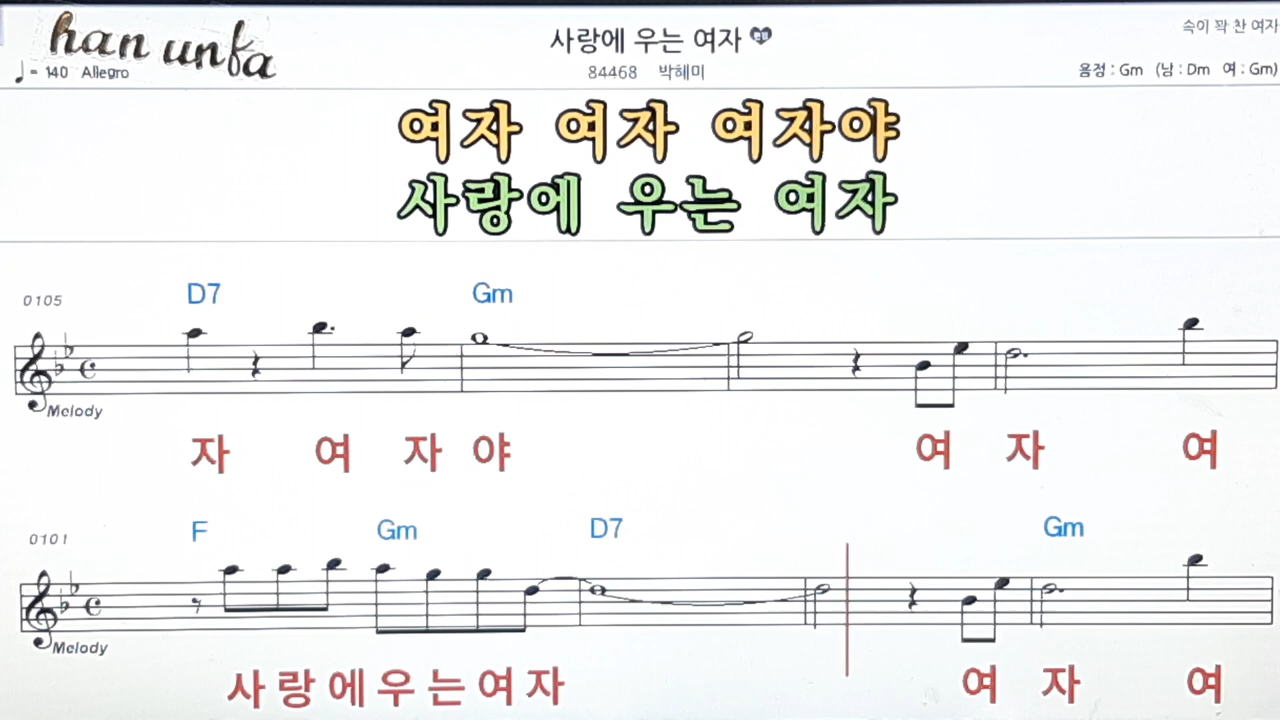 han unfa
사랑에 우는 여자
속이 꽉 찬 여자
♩= 140 Allegro
84468 박혜미
음정 : Gm (남 : Dm 여 : Gm)
여자 여자 여자야
사랑에 우는 여자
0105
D7 Gm
Melody
자 여 자 야 여 자 여
0101
F Gm D7 Gm
Melody
사 랑 에 우 는 여 자 여 자 여